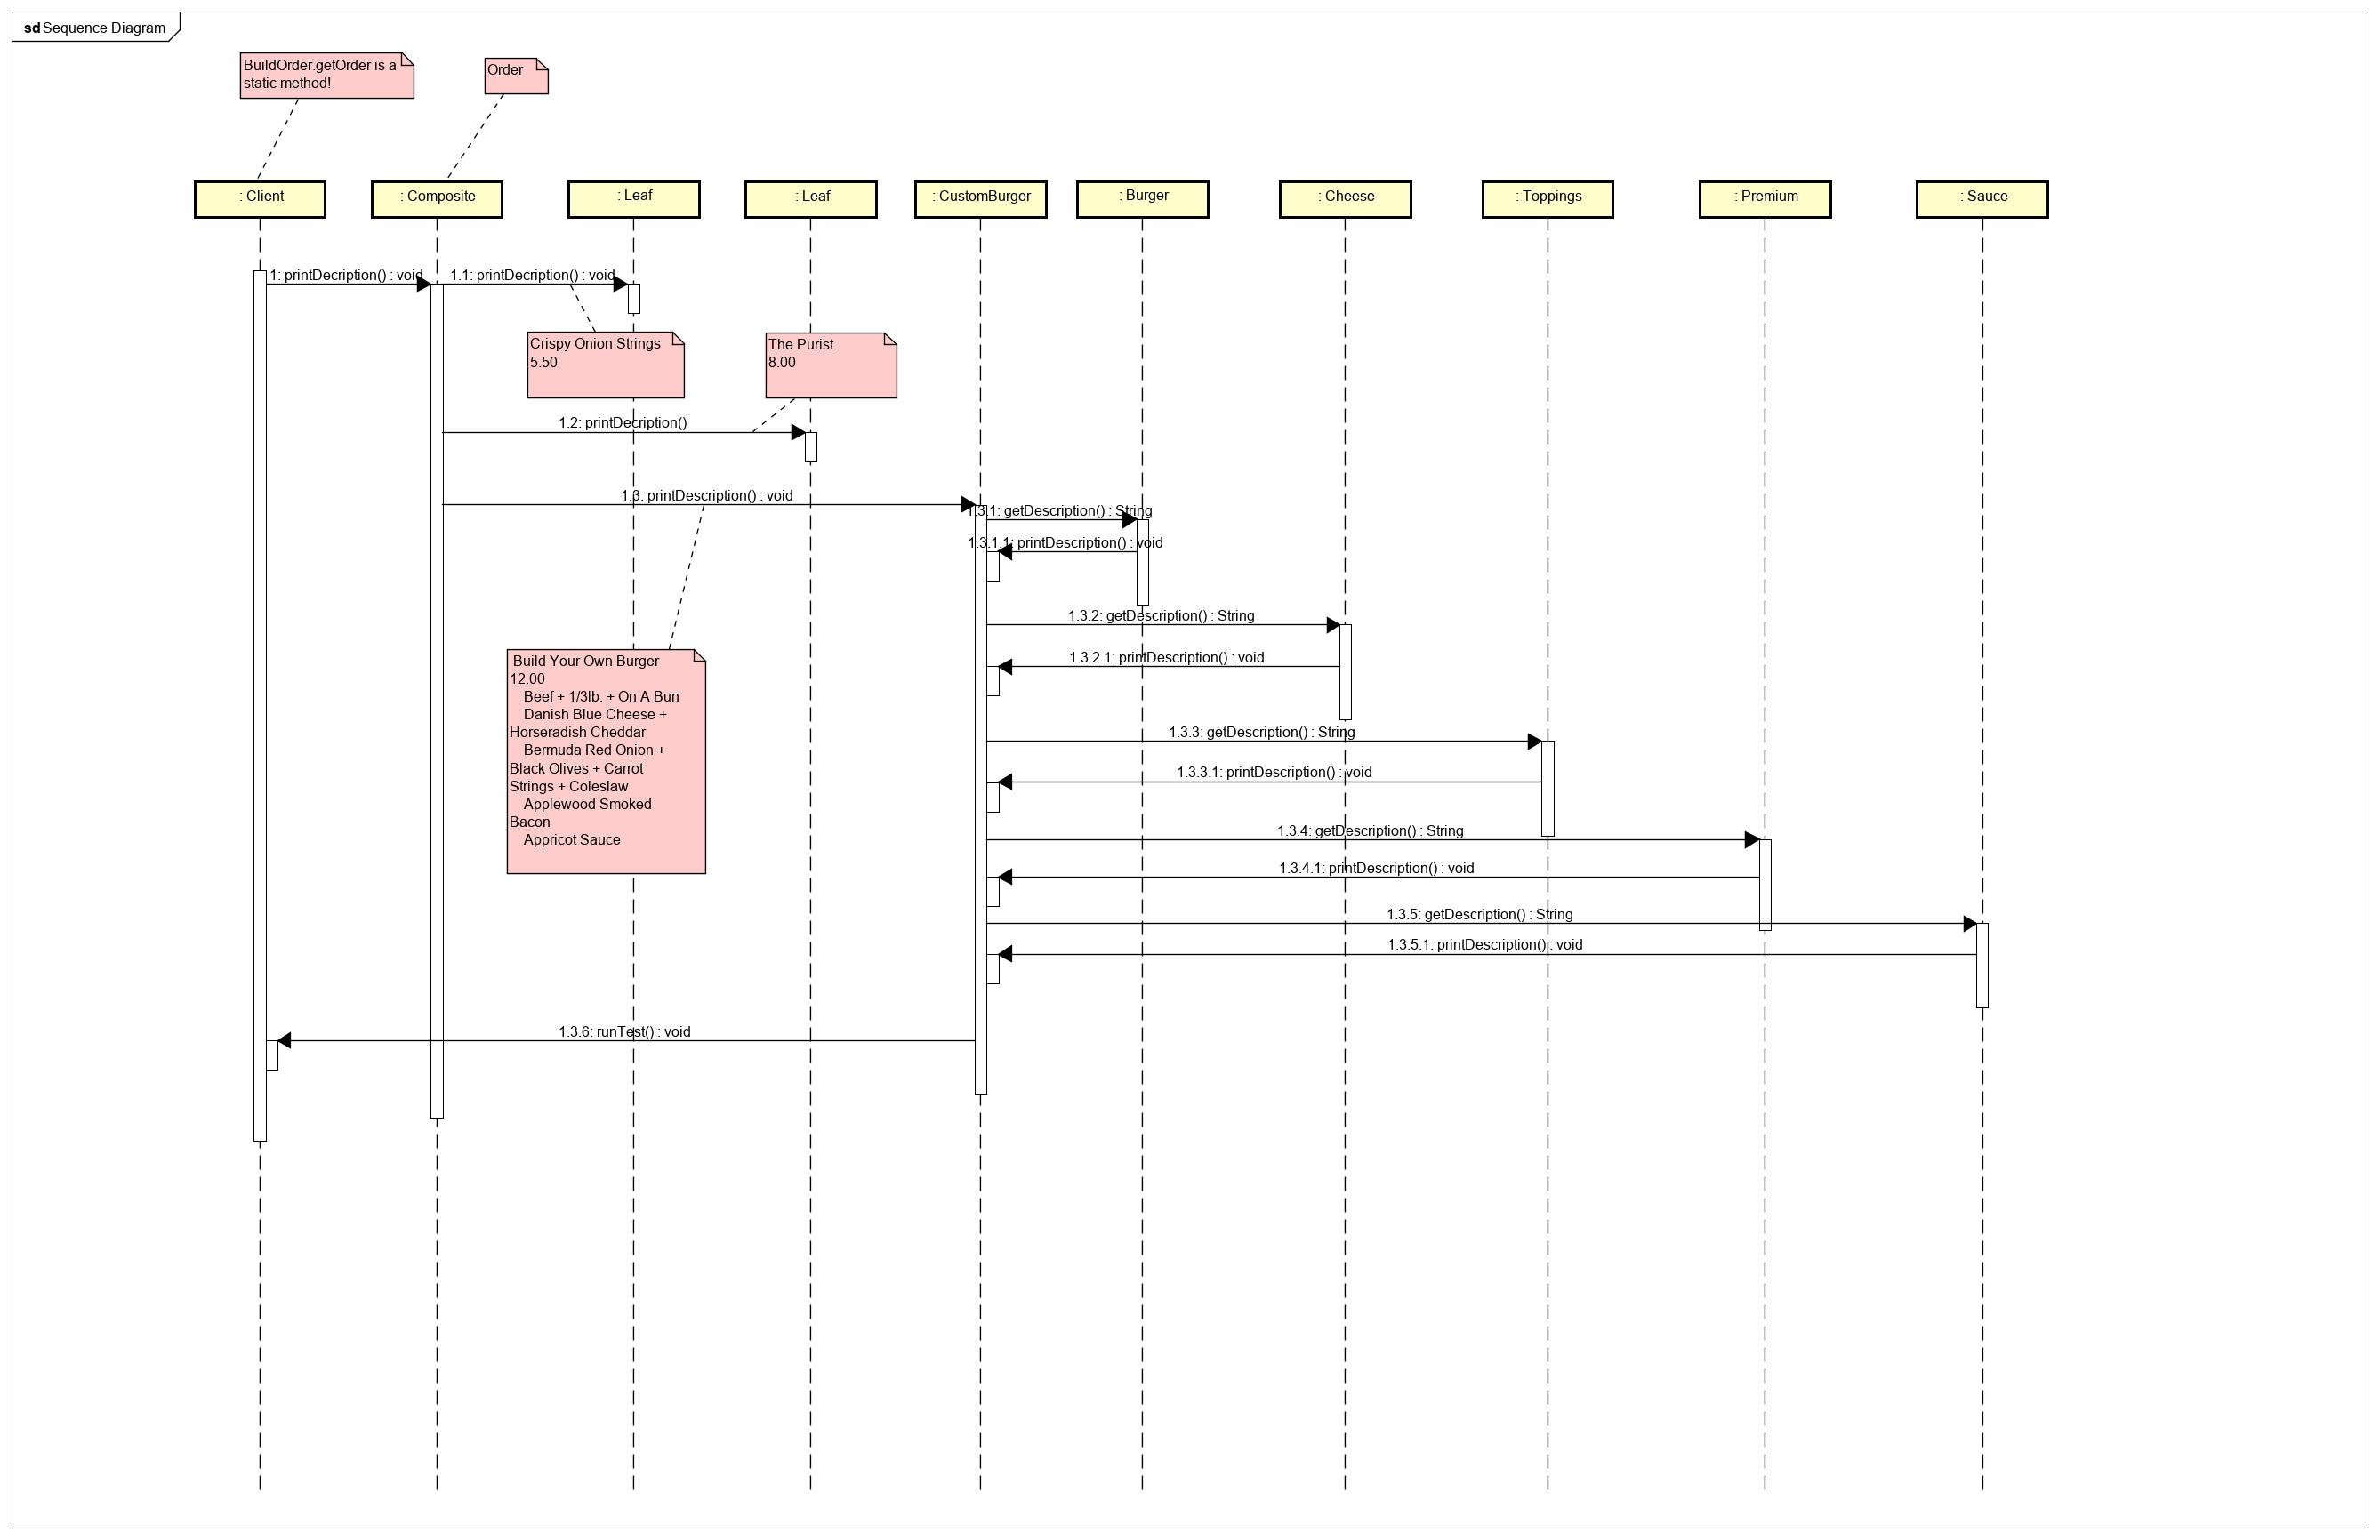 sd Sequence Diagram
BuildOrder.getOrder is a
static method!
Order
: Client
: Composite
: Leaf
: Leaf
: CustomBurger
: Burger
: Cheese
: Toppings
: Premium
: Sauce
1: printDecription() : void
1.1: printDecription() : void
Crispy Onion Strings
5.50
The Purist
8.00
1.2: printDecription()
1.3: printDescription() : void
1.3.1: getDescription() : String
1.3.1.1: printDescription() : void
1.3.2: getDescription() : String
1.3.2.1: printDescription() : void
Build Your Own Burger
12.00
Beef + 1/3lb. + On A Bun
Danish Blue Cheese +
Horseradish Cheddar
Bermuda Red Onion +
Black Olives + Carrot
Strings + Coleslaw
Applewood Smoked
Bacon
Appricot Sauce
1.3.3: getDescription() : String
1.3.3.1: printDescription() : void
1.3.4: getDescription() : String
1.3.4.1: printDescription() : void
1.3.5: getDescription() : String
1.3.5.1: printDescription() : void
1.3.6: runTest() : void